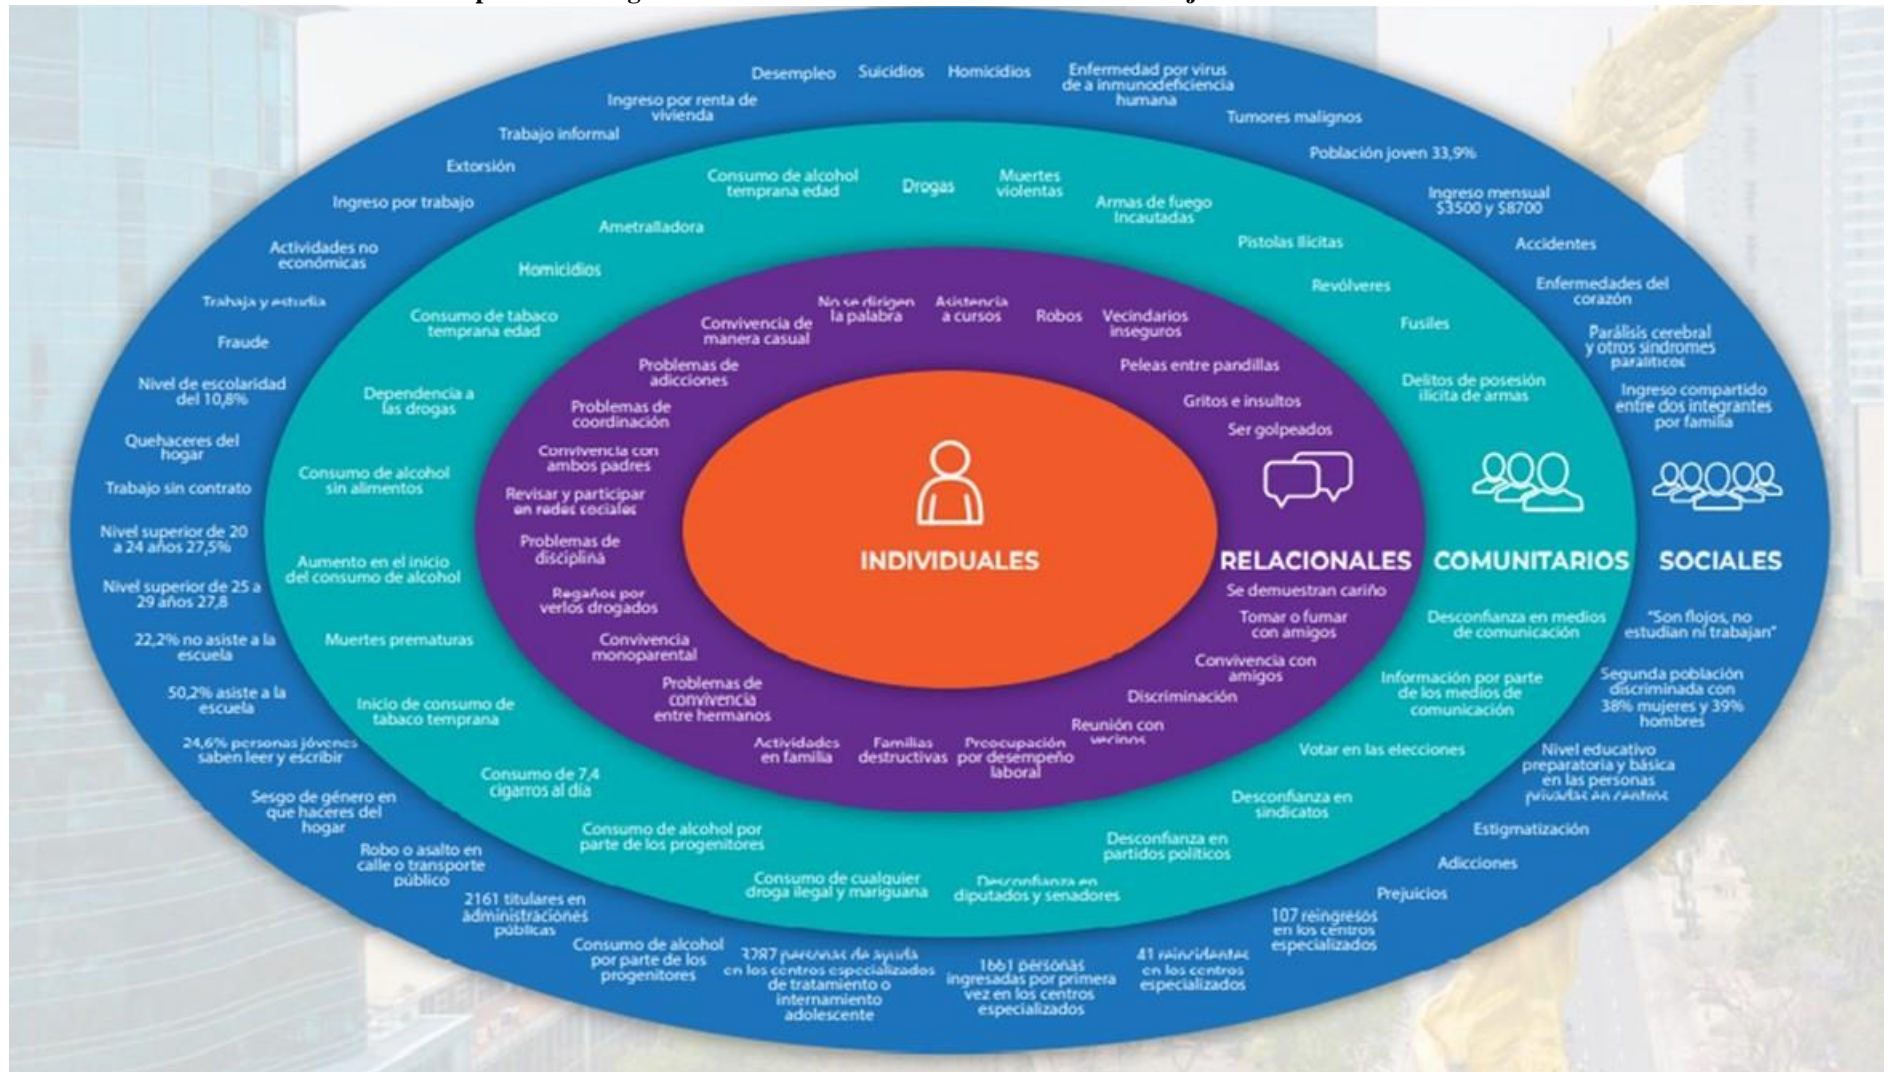 Desempleo
Suicidios
Homicidios
Enfermedad por virus
de a inmunodeficiencia
humana
Tumores malignos
Población joven 33,9%
Ingreso mensual
$3500 y $8700
Accidentes
Enfermedades del
corazón
Parálisis cerebral
y otros síndromes
paralíticos
Ingreso compartido
entre dos integrantes
por familia
SOCIALES
"Son flojos, no
estudian ni trabajan"
Segunda población
discriminada con
38% mujeres y 39%
hombres
Nivel educativo
preparatoria y básica
en las personas
privadas en centros
Estigmatización
Adicciones
Prejuicios
107 reingresos
en los centros
especializados
41 reincidentes
en los centros
especializados
1661 personas
ingresadas por primera
vez en los centros
especializados
3287 personas de ayuda
en los centros especializados
de tratamiento o
internamiento
adolescente
Consumo de alcohol
por parte de los
progenitores
2161 titulares en
administraciones
públicas
Robo o asalto en
calle o transporte
público
Sesgo de género en
que haceres del
hogar
24,6% personas jóvenes
saben leer y escribir
50,2% asiste a la
escuela
22,2% no asiste a la
escuela
Nivel superior de 25 a
29 años 27,8
Nivel superior de 20
a 24 años 27,5%
Trabajo sin contrato
Quehaceres del
hogar
Nivel de escolaridad
del 10,8%
Fraude
Trabaja y estudia
Actividades no
económicas
Ingreso por trabajo
Extorsión
Trabajo informal
Ingreso por renta de
vivienda
Consumo de alcohol
temprana edad
Drogas
Muertes
violentas
Armas de fuego
Incautadas
Pistolas ilícitas
Revólveres
Fusiles
Delitos de posesión
ilícita de armas
COMUNITARIOS
Desconfianza en medios
de comunicación
Información por parte
de los medios de
comunicación
Votar en las elecciones
Desconfianza en
sindicatos
Desconfianza en
partidos políticos
Desconfianza en
diputados y senadores
Consumo de cualquier
droga ilegal y mariguana
Consumo de alcohol por
parte de los progenitores
Consumo de 7,4
cigarros al día
Inicio de consumo de
tabaco temprana
Muertes prematuras
Aumento en el inicio
del consumo de alcohol
Consumo de alcohol
sin alimentos
Dependencia a
las drogas
Consumo de tabaco
temprana edad
Homicidios
Ametralladora
No se dirigen
la palabra
Asistencia
a cursos
Robos
Vecindarios
inseguros
Peleas entre pandillas
Gritos e insultos
Ser golpeados
RELACIONALES
Se demuestran cariño
Tomar o fumar
con amigos
Convivencia con
amigos
Discriminación
Reunión con
vecinos
Preocupación
por desempeño
laboral
Familias
destructivas
Actividades
en familia
Problemas de
convivencia
entre hermanos
Convivencia
monoparental
Regaños por
verlos drogados
Problemas de
disciplina
Revisar y participar
en redes sociales
Convivencia con
ambos padres
Problemas de
coordinación
Problemas de
adicciones
Convivencia de
manera casual
INDIVIDUALES